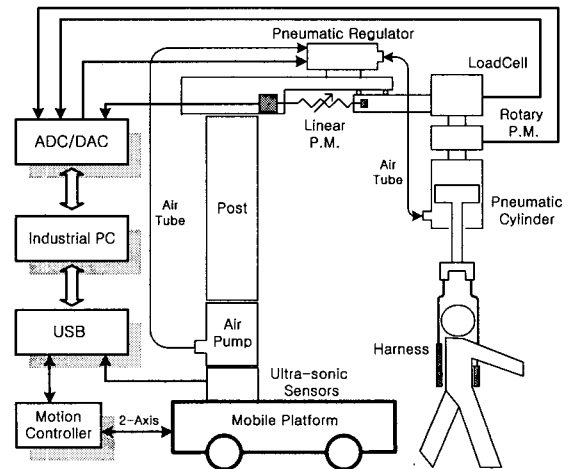 Pneumatic Regulator
LoadCell
ADC/DAC
Linear
P.M.
Rotary
P.M.
Air
Tube
Air
Tube
Post
Pneumatic
Cylinder
Industrial PC
USB
Air
Pump
Harness
Ultra-sonic
Sensors
Motion
Controller
2-Axis
Mobile Platform